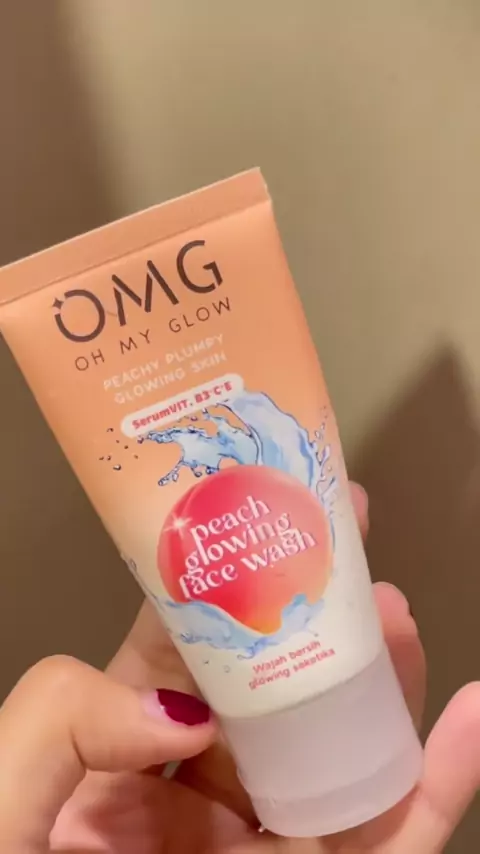 OMG
OH MY GLOW
PEACHY PLUMPY
GLOWING SKIN
SerumVIT. B3*C*E
peach
glowing
face wash
Wajah bersih
glowing seketika